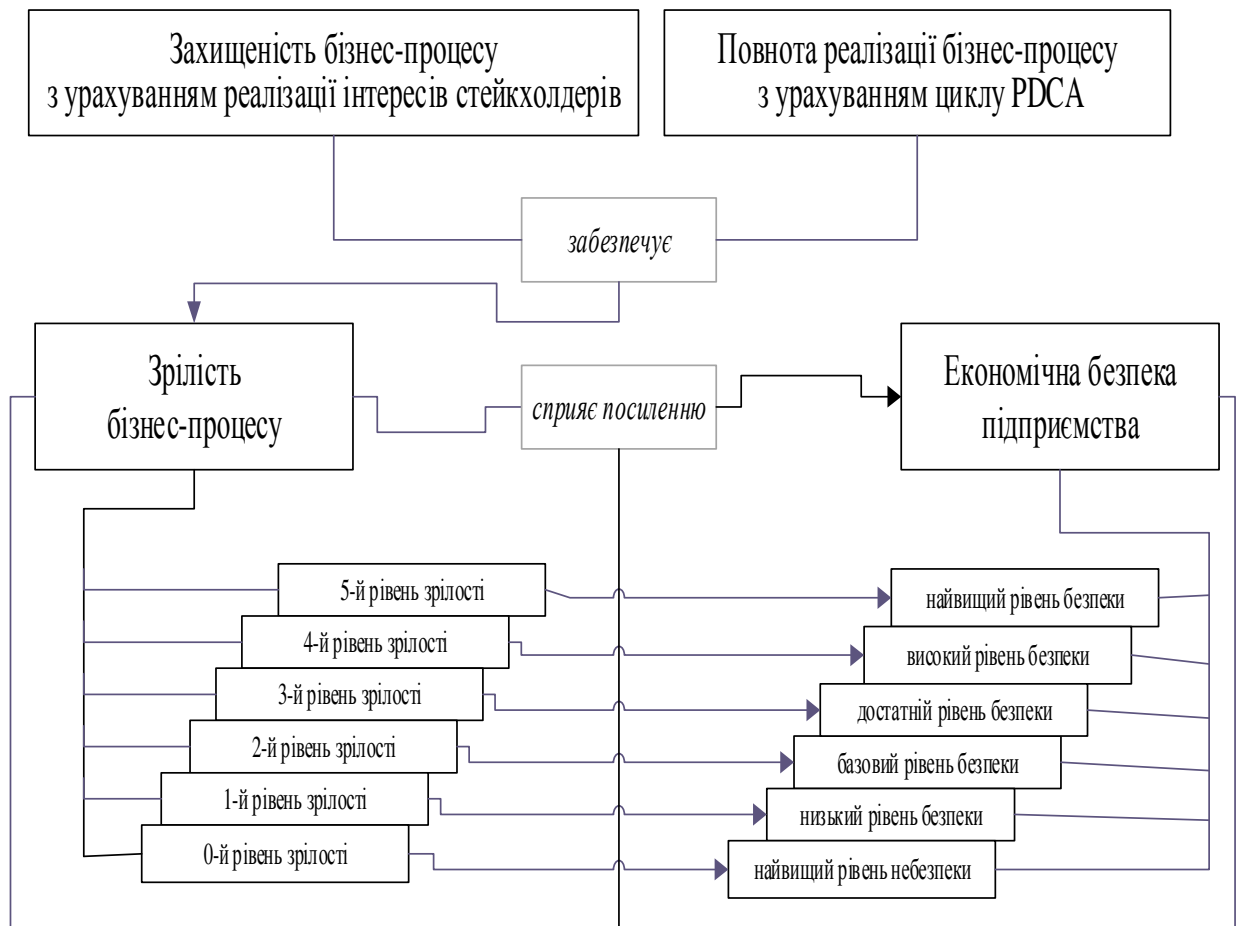 Захищеність бізнес-процесу
з урахуванням реалізації інтересів стейкхолдерів
Повнота реалізації бізнес-процесу
з урахуванням циклу PDCA
забезпечує
Зрілість
бізнес-процесу
сприяє посиленню
Економічна безпека
підприємства
5-й рівень зрілості
4-й рівень зрілості
3-й рівень зрілості
2-й рівень зрілості
1-й рівень зрілості
0-й рівень зрілості
найвищий рівень безпеки
високий рівень безпеки
достатній рівень безпеки
базовий рівень безпеки
низький рівень безпеки
найвищий рівень небезпеки